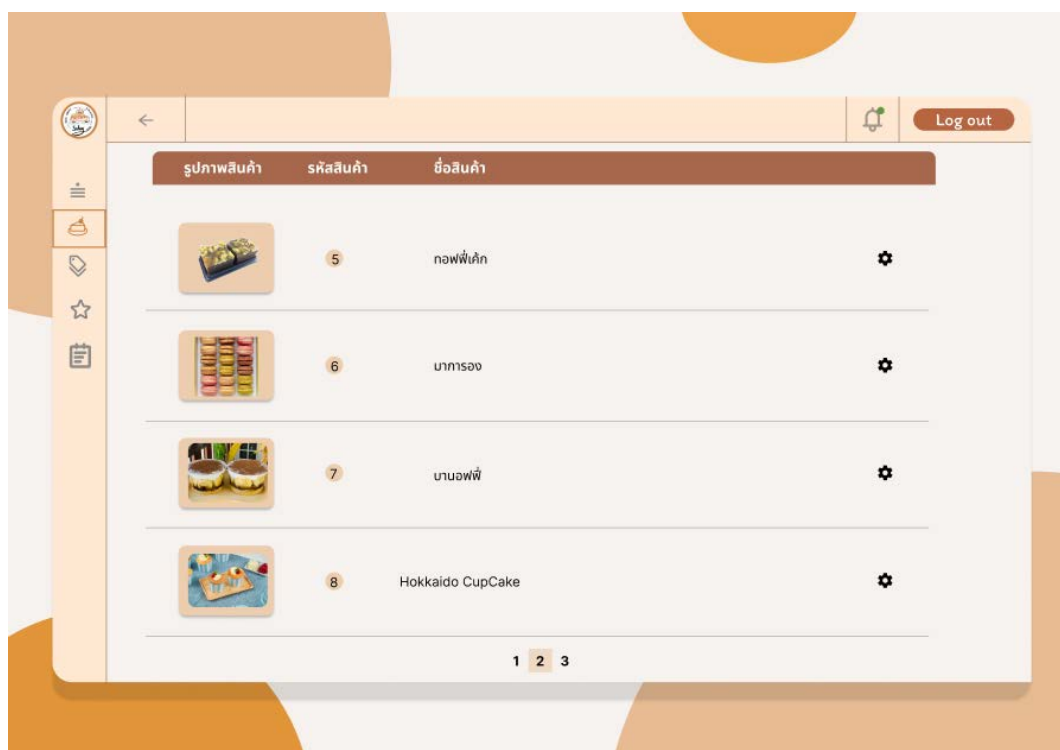 Log out
รูปภาพสินค้า รหัสสินค้า ชื่อสินค้า
5 ทอฟฟี่เค้ก
6 มาการอง
7 บานอฟฟี่
8 Hokkaido CupCake
1 2 3